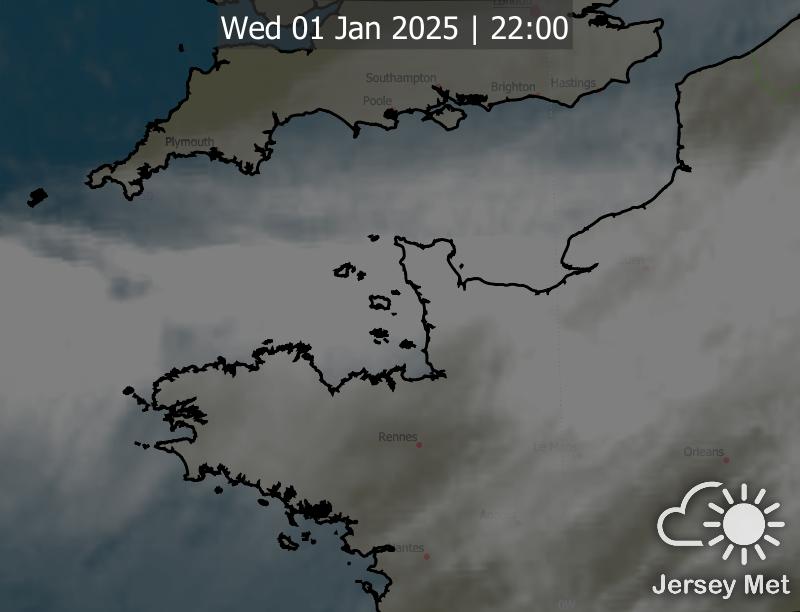 London
Wed 01 Jan 2025 | 22:00
Southampton
Brighton
Hastings
Poole
Plymouth
Rennes
Le Mans
Orleans
Nantes
0W
Jersey Met